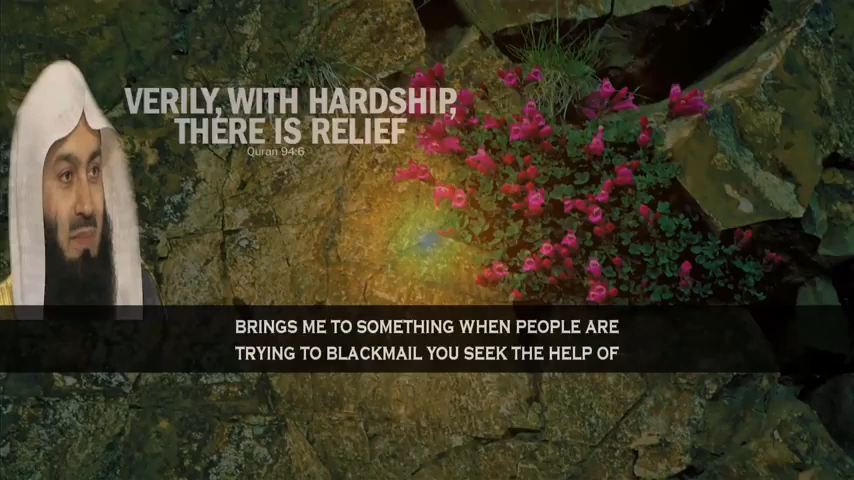 VERILY, WITH HARDSHIP,
THERE IS RELIEF
Quran 94:6
BRINGS ME TO SOMETHING WHEN PEOPLE ARE
TRYING TO BLACKMAIL YOU SEEK THE HELP OF